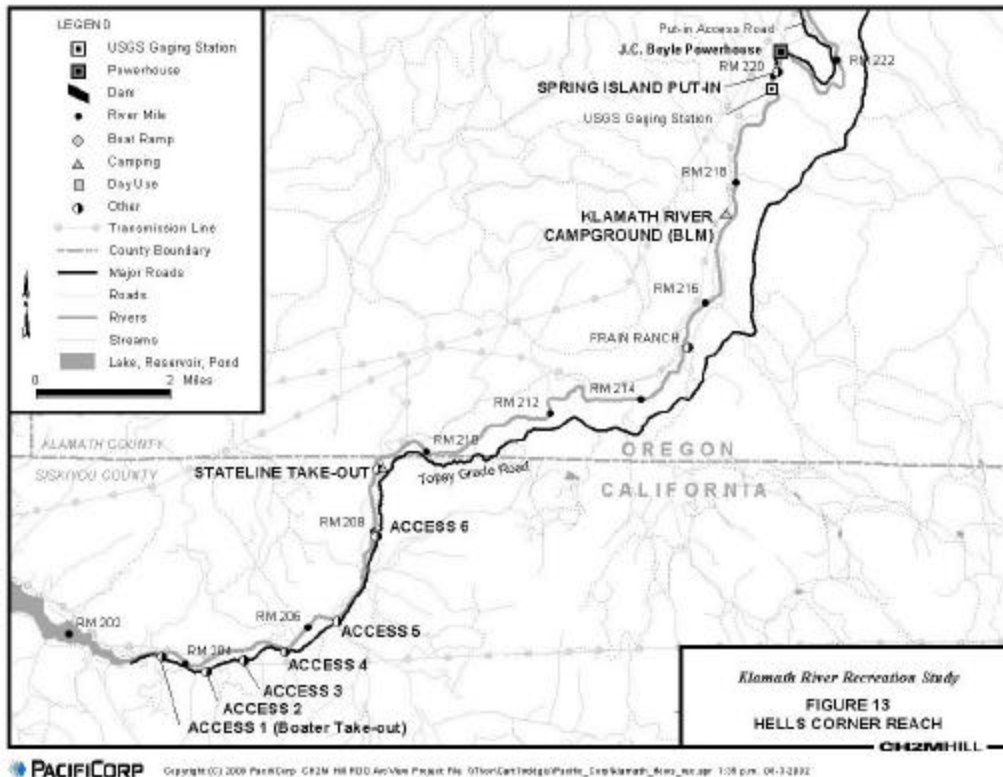 LEGEND
USGS Gaging Station
Powerhouse
Dam
River Mile
Boat Ramp
Camping
Day Use
Other
Transmission Line
County Boundary
Major Roads
Roads
Rivers
Streams
Lake, Reservoir, Pond
0 2
Miles
Put-in Access Road
J.C. Boyle Powerhouse
RM 220
RM 222
SPRING ISLAND PUT-IN
USGS Gaging Station
RM 218
KLAMATH RIVER
CAMPGROUND (BLM)
RM 216
FRAIN RANCH
RM 214
RM 212
RM 210
KLAMATH COUNTY
SISKIYOU COUNTY
OREGON
CALIFORNIA
STATELINE TAKE-OUT
Topsy Grade Road
RM 208
ACCESS 6
RM 206
ACCESS 5
RM 202
RM 204
ACCESS 4
ACCESS 3
ACCESS 2
ACCESS 1 (Boater Take-out)
Klamath River Recreation Study
FIGURE 13
HELLS CORNER REACH
CH2MHILL
PACIFICORP